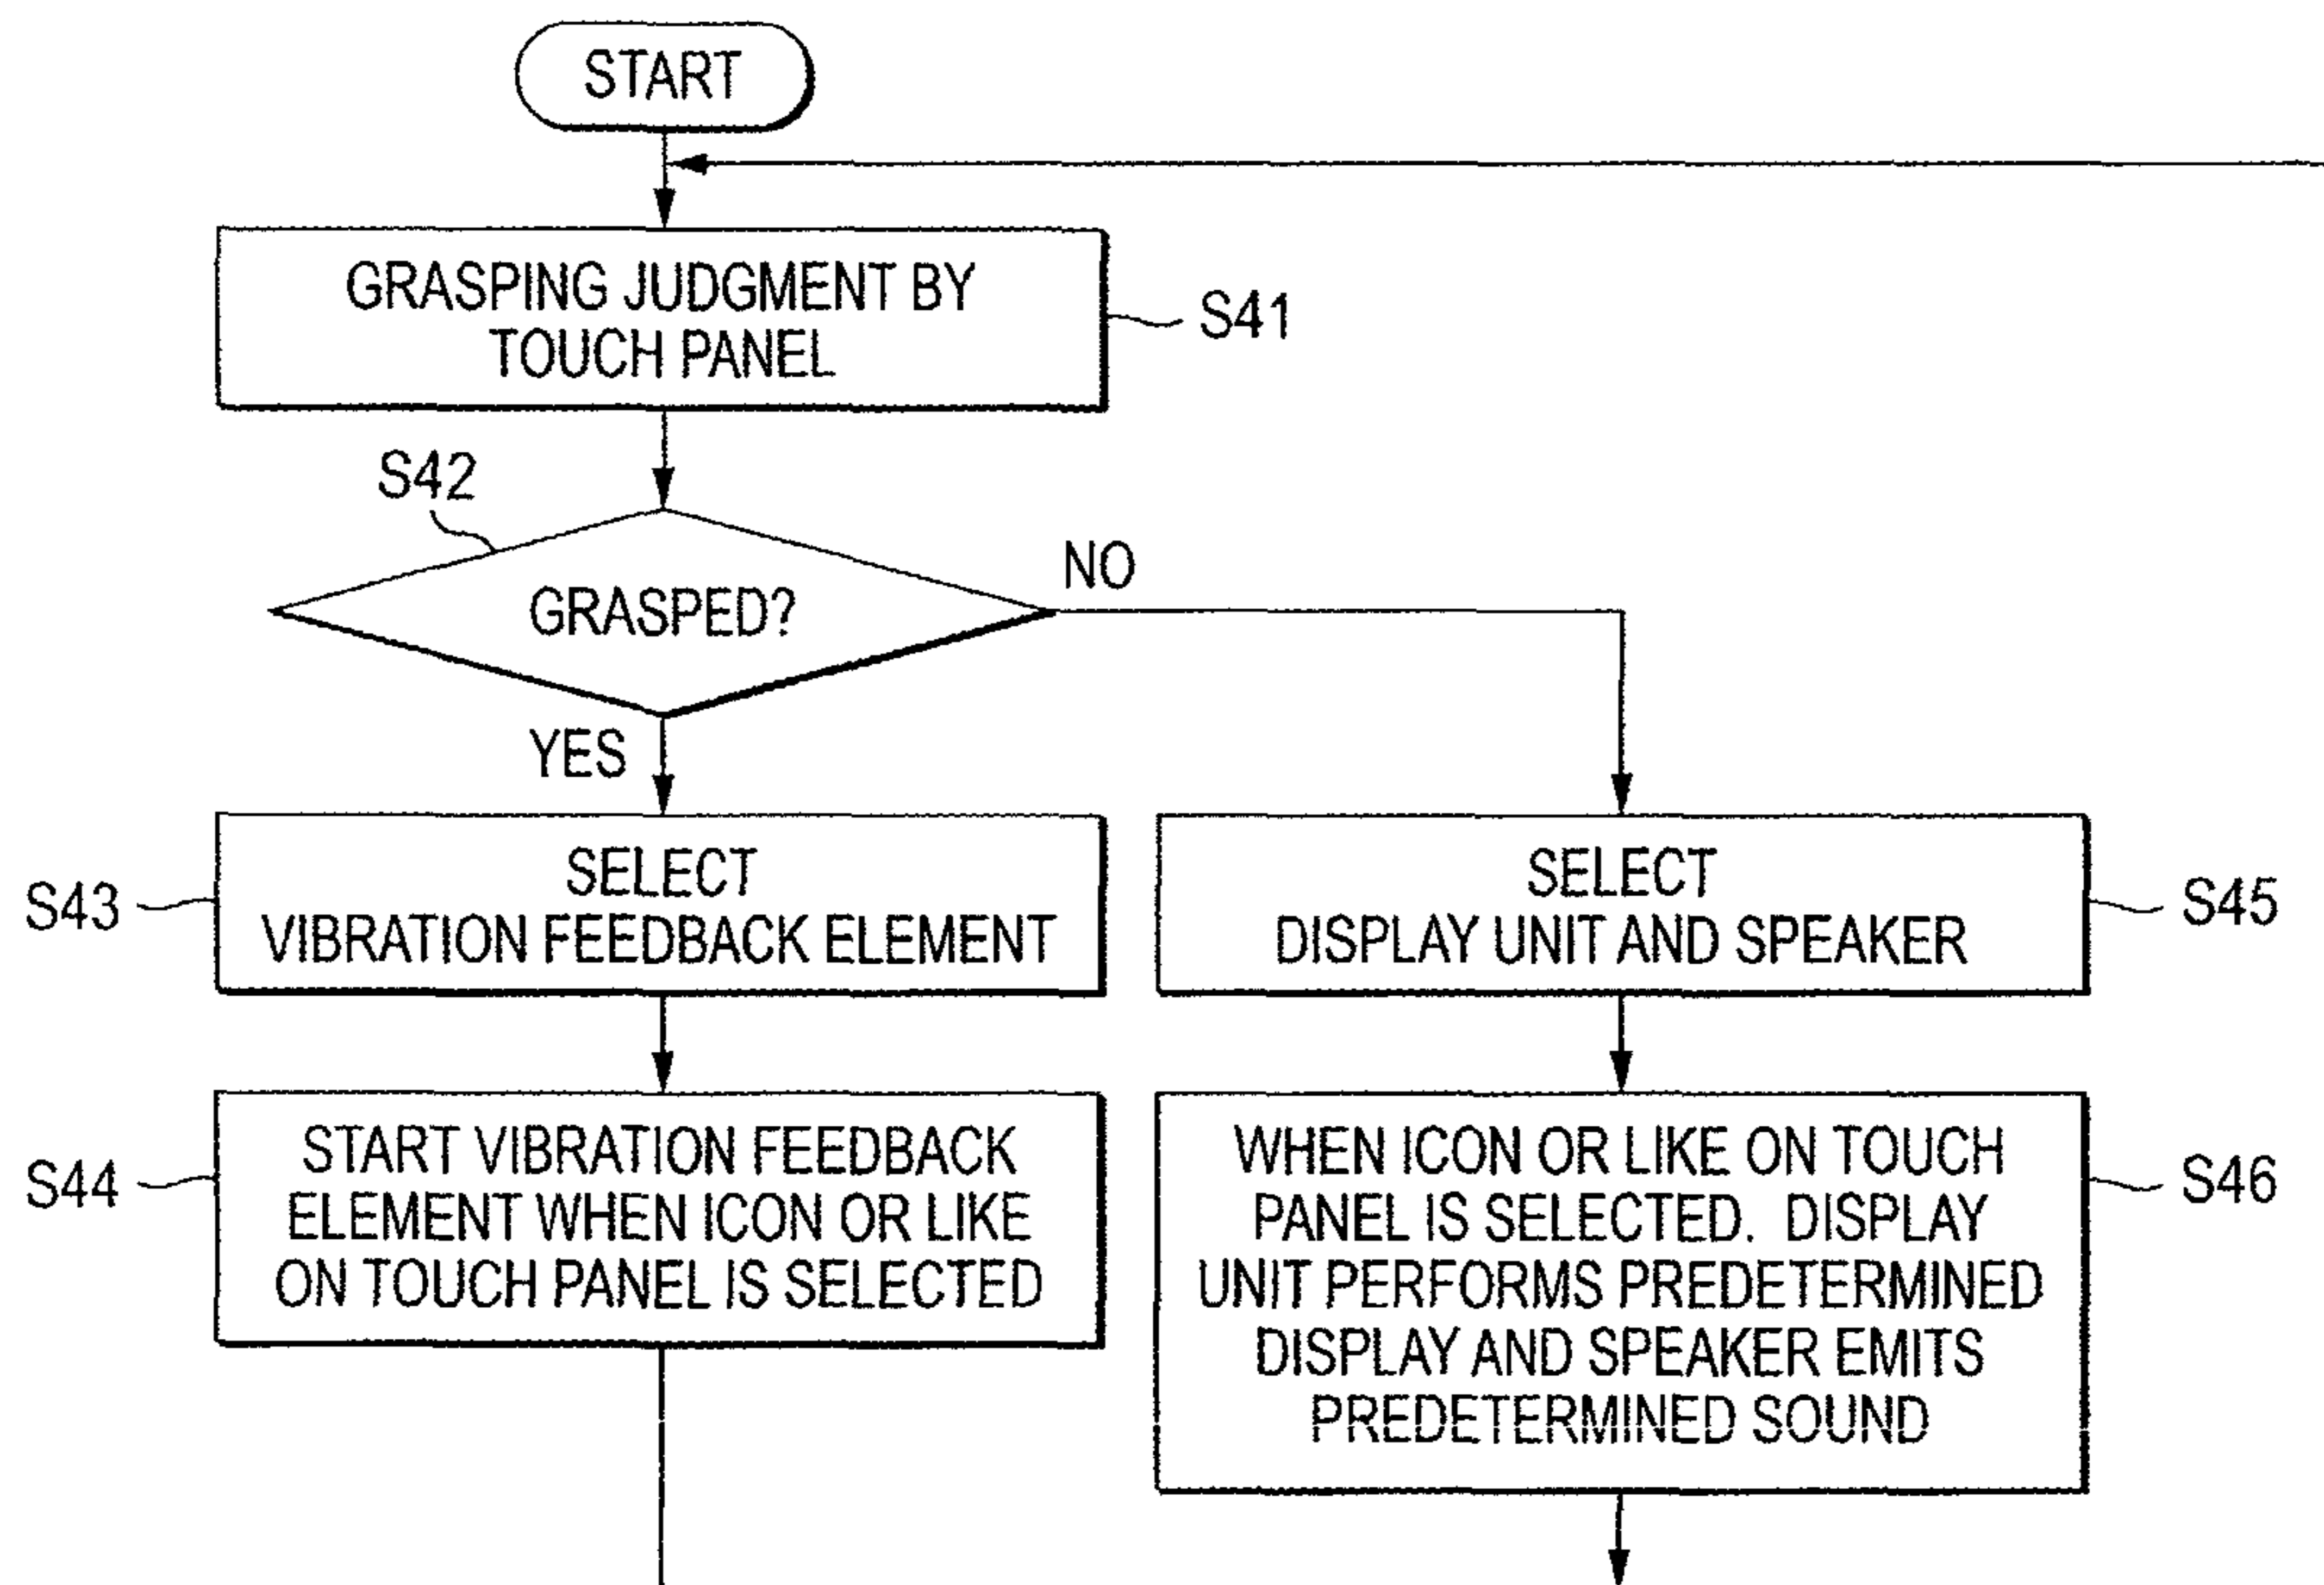 START
GRASPING JUDGMENT BY
TOUCH PANEL
S41
S42
GRASPED?
NO
YES
S43
SELECT
VIBRATION FEEDBACK ELEMENT
SELECT
DISPLAY UNIT AND SPEAKER
S45
S44
START VIBRATION FEEDBACK
ELEMENT WHEN ICON OR LIKE
ON TOUCH PANEL IS SELECTED
WHEN ICON OR LIKE ON TOUCH
PANEL IS SELECTED. DISPLAY
UNIT PERFORMS PREDETERMINED
DISPLAY AND SPEAKER EMITS
PREDETERMINED SOUND
S46